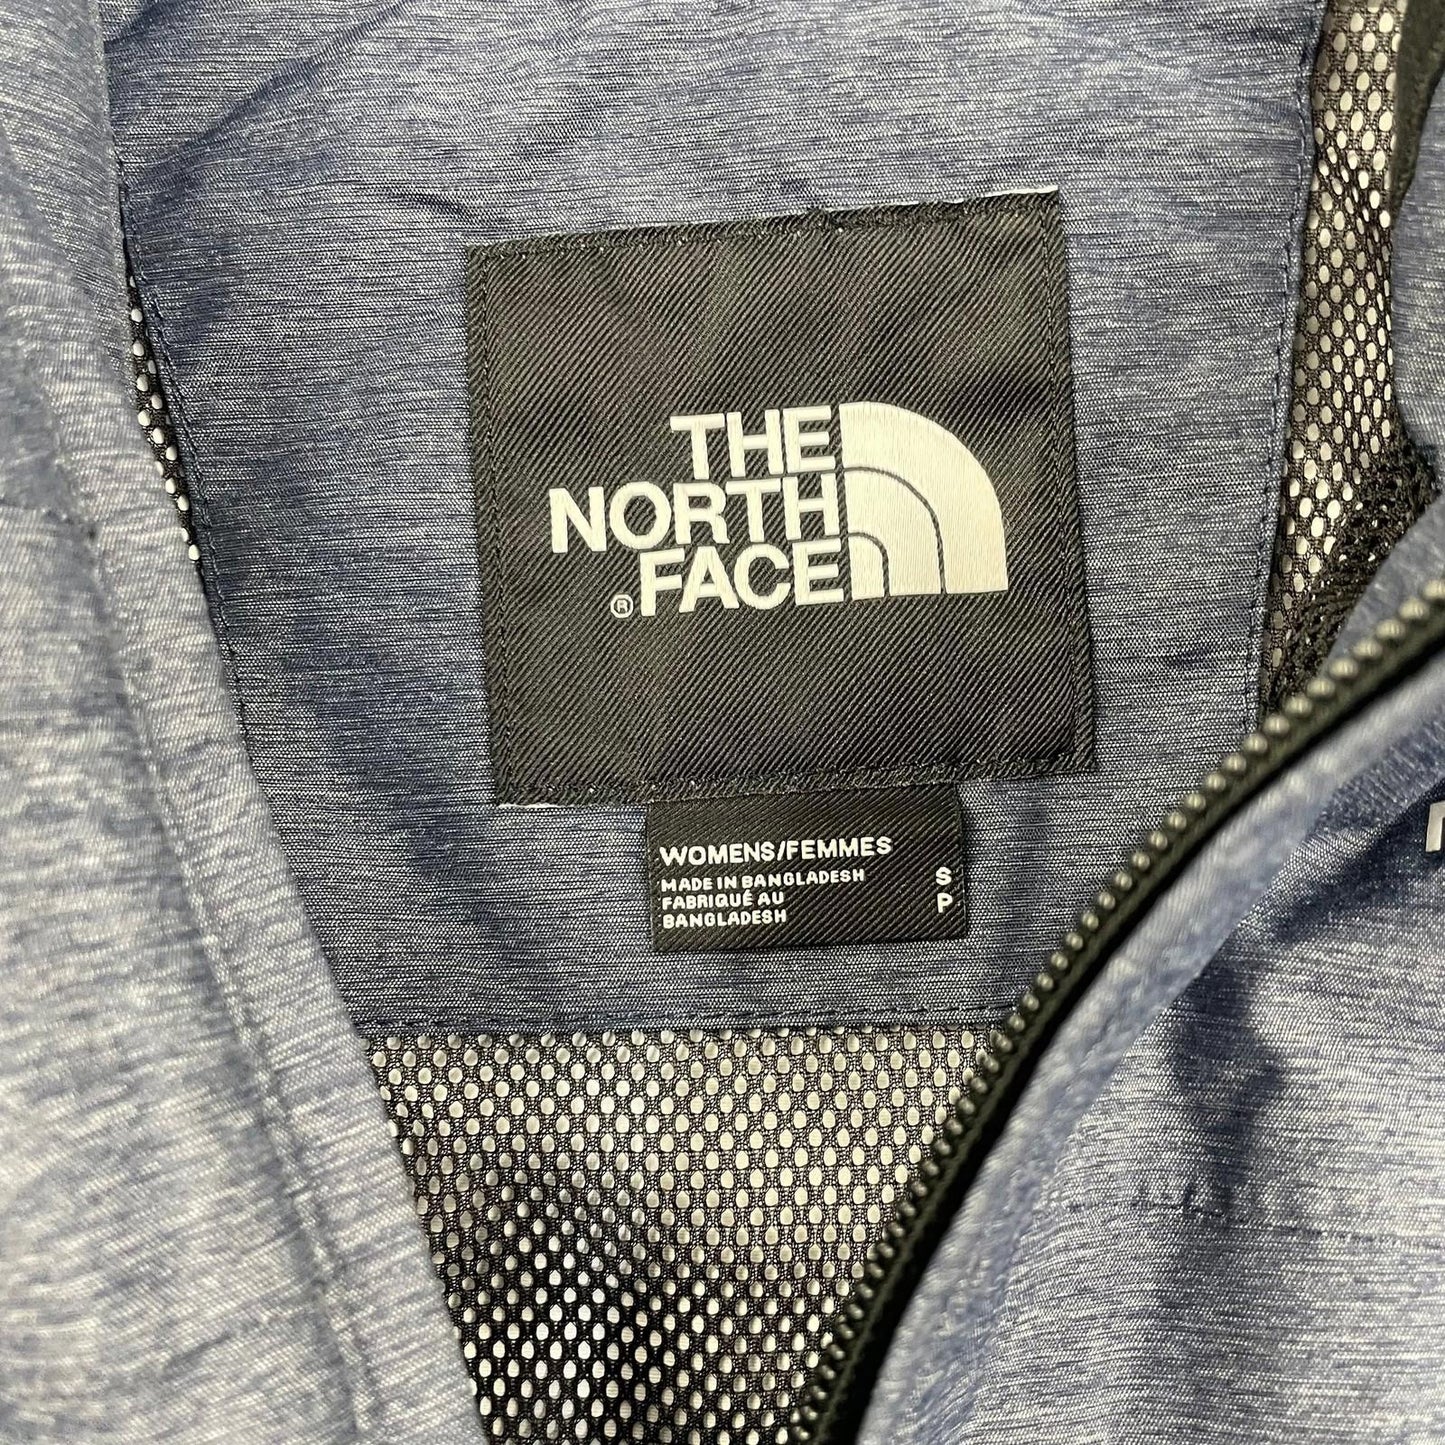 THE
NORTH
® FACE
WOMENS/FEMMES
MADE IN BANGLADESH S
FABRIQUÉ AU P
BANGLADESH